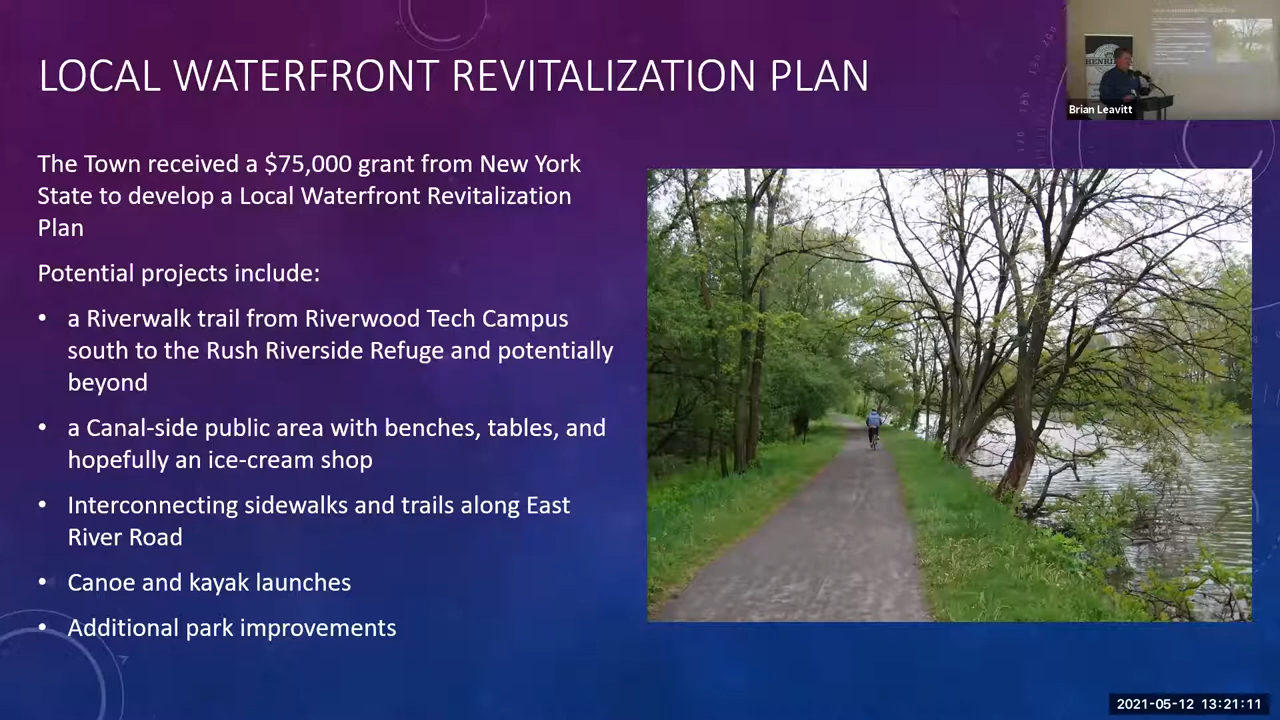 LOCAL WATERFRONT REVITALIZATION PLAN
Brian Leavitt
The Town received a $75,000 grant from New York
State to develop a Local Waterfront Revitalization
Plan
Potential projects include:
• a Riverwalk trail from Riverwood Tech Campus
south to the Rush Riverside Refuge and potentially
beyond
• a Canal-side public area with benches, tables, and
hopefully an ice-cream shop
• Interconnecting sidewalks and trails along East
River Road
• Canoe and kayak launches
• Additional park improvements
2021-05-12 13:21:11